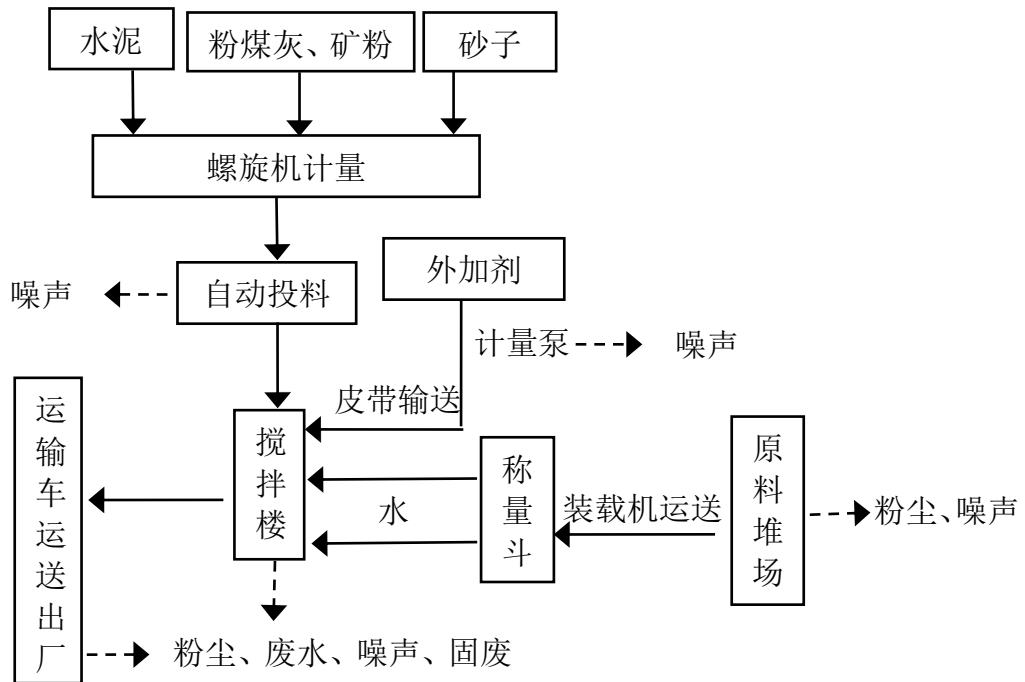 水泥
粉煤灰、矿粉
砂子
螺旋机计量
外加剂
噪声
自动投料
计量泵
噪声
皮带输送
运输车运送出厂
搅拌楼
称量斗
原料堆场
水
装载机运送
粉尘、噪声
粉尘、废水、噪声、固废